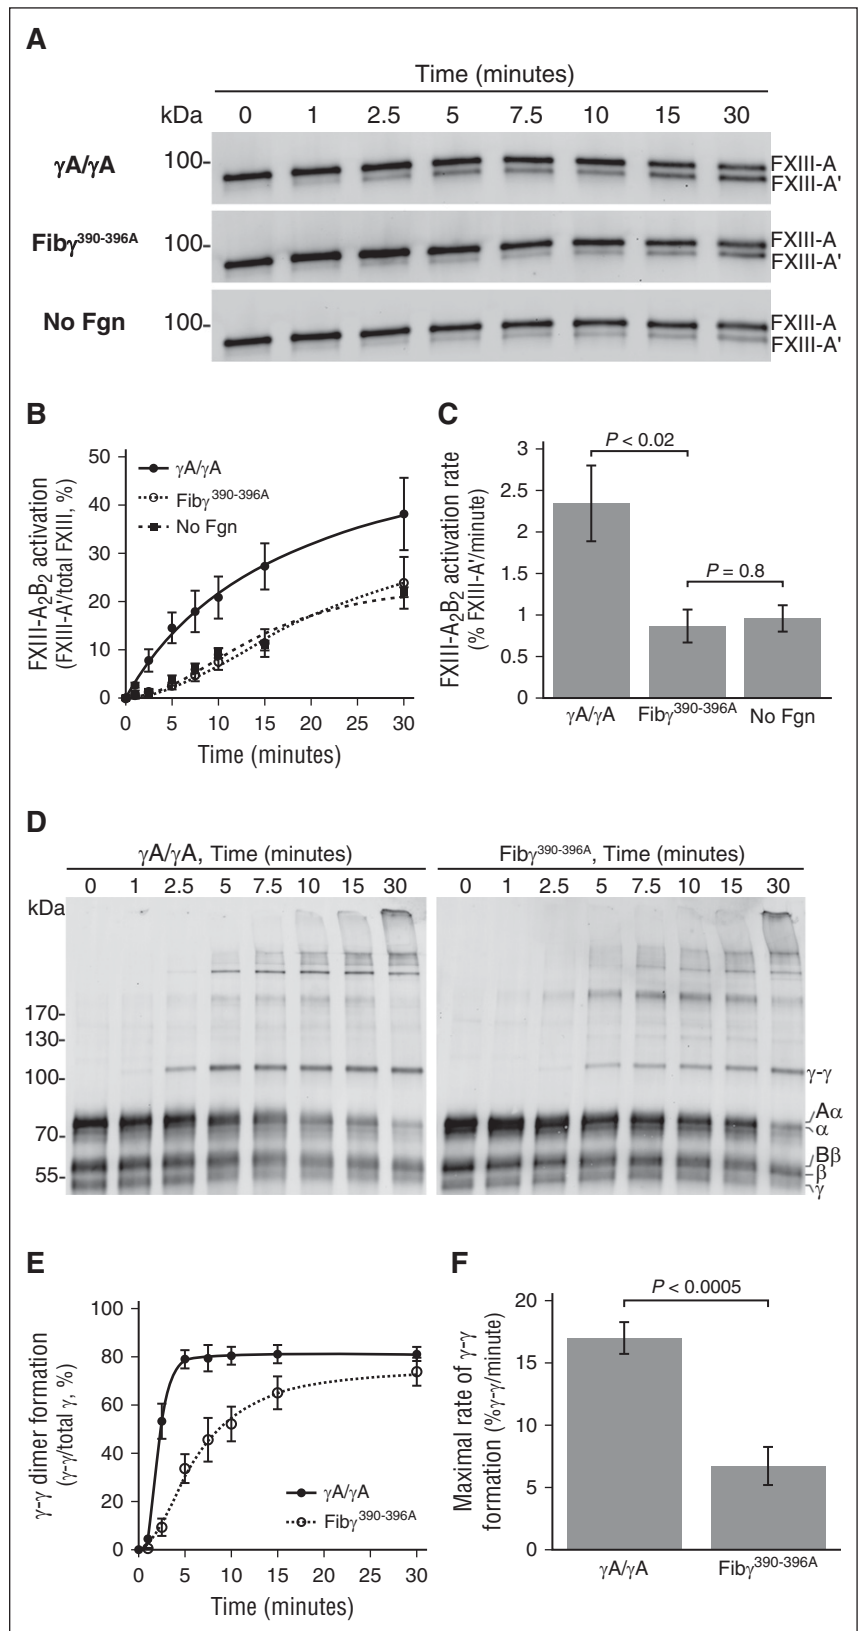 A
Time (minutes)
kDa 0 1 2.5 5 7.5 10 15 30
γA/γA 100- FXIII-A
FXIII-A'
Fibγ390-396A 100- FXIII-A
FXIII-A'
No Fgn 100- FXIII-A
FXIII-A'
B
FXIII-A2B2 activation
(FXIII-A'/total FXIII, %)
50
40
30
20
10
0
γA/γA
Fibγ390-396A
No Fgn
0 5 10 15 20 25 30
Time (minutes)
C
FXIII-A2B2 activation rate
(% FXIII-A'/minute)
3
2.5
2
1.5
1
0.5
0
P < 0.02
P = 0.8
γA/γA Fibγ390-396A No Fgn
D
γA/γA, Time (minutes) Fibγ390-396A, Time (minutes)
0 1 2.5 5 7.5 10 15 30 0 1 2.5 5 7.5 10 15 30
kDa
170-
130-
100-
70-
55-
γ-γ
Aα
α
Bβ
β
γ
E
γ-γ dimer formation
(γ-γ/total γ, %)
100
80
60
40
20
0
γA/γA
Fibγ390-396A
0 5 10 15 20 25 30
Time (minutes)
F
Maximal rate of γ-γ
formation (%γ-γ/minute)
20
15
10
5
0
P < 0.0005
γA/γA Fibγ390-396A